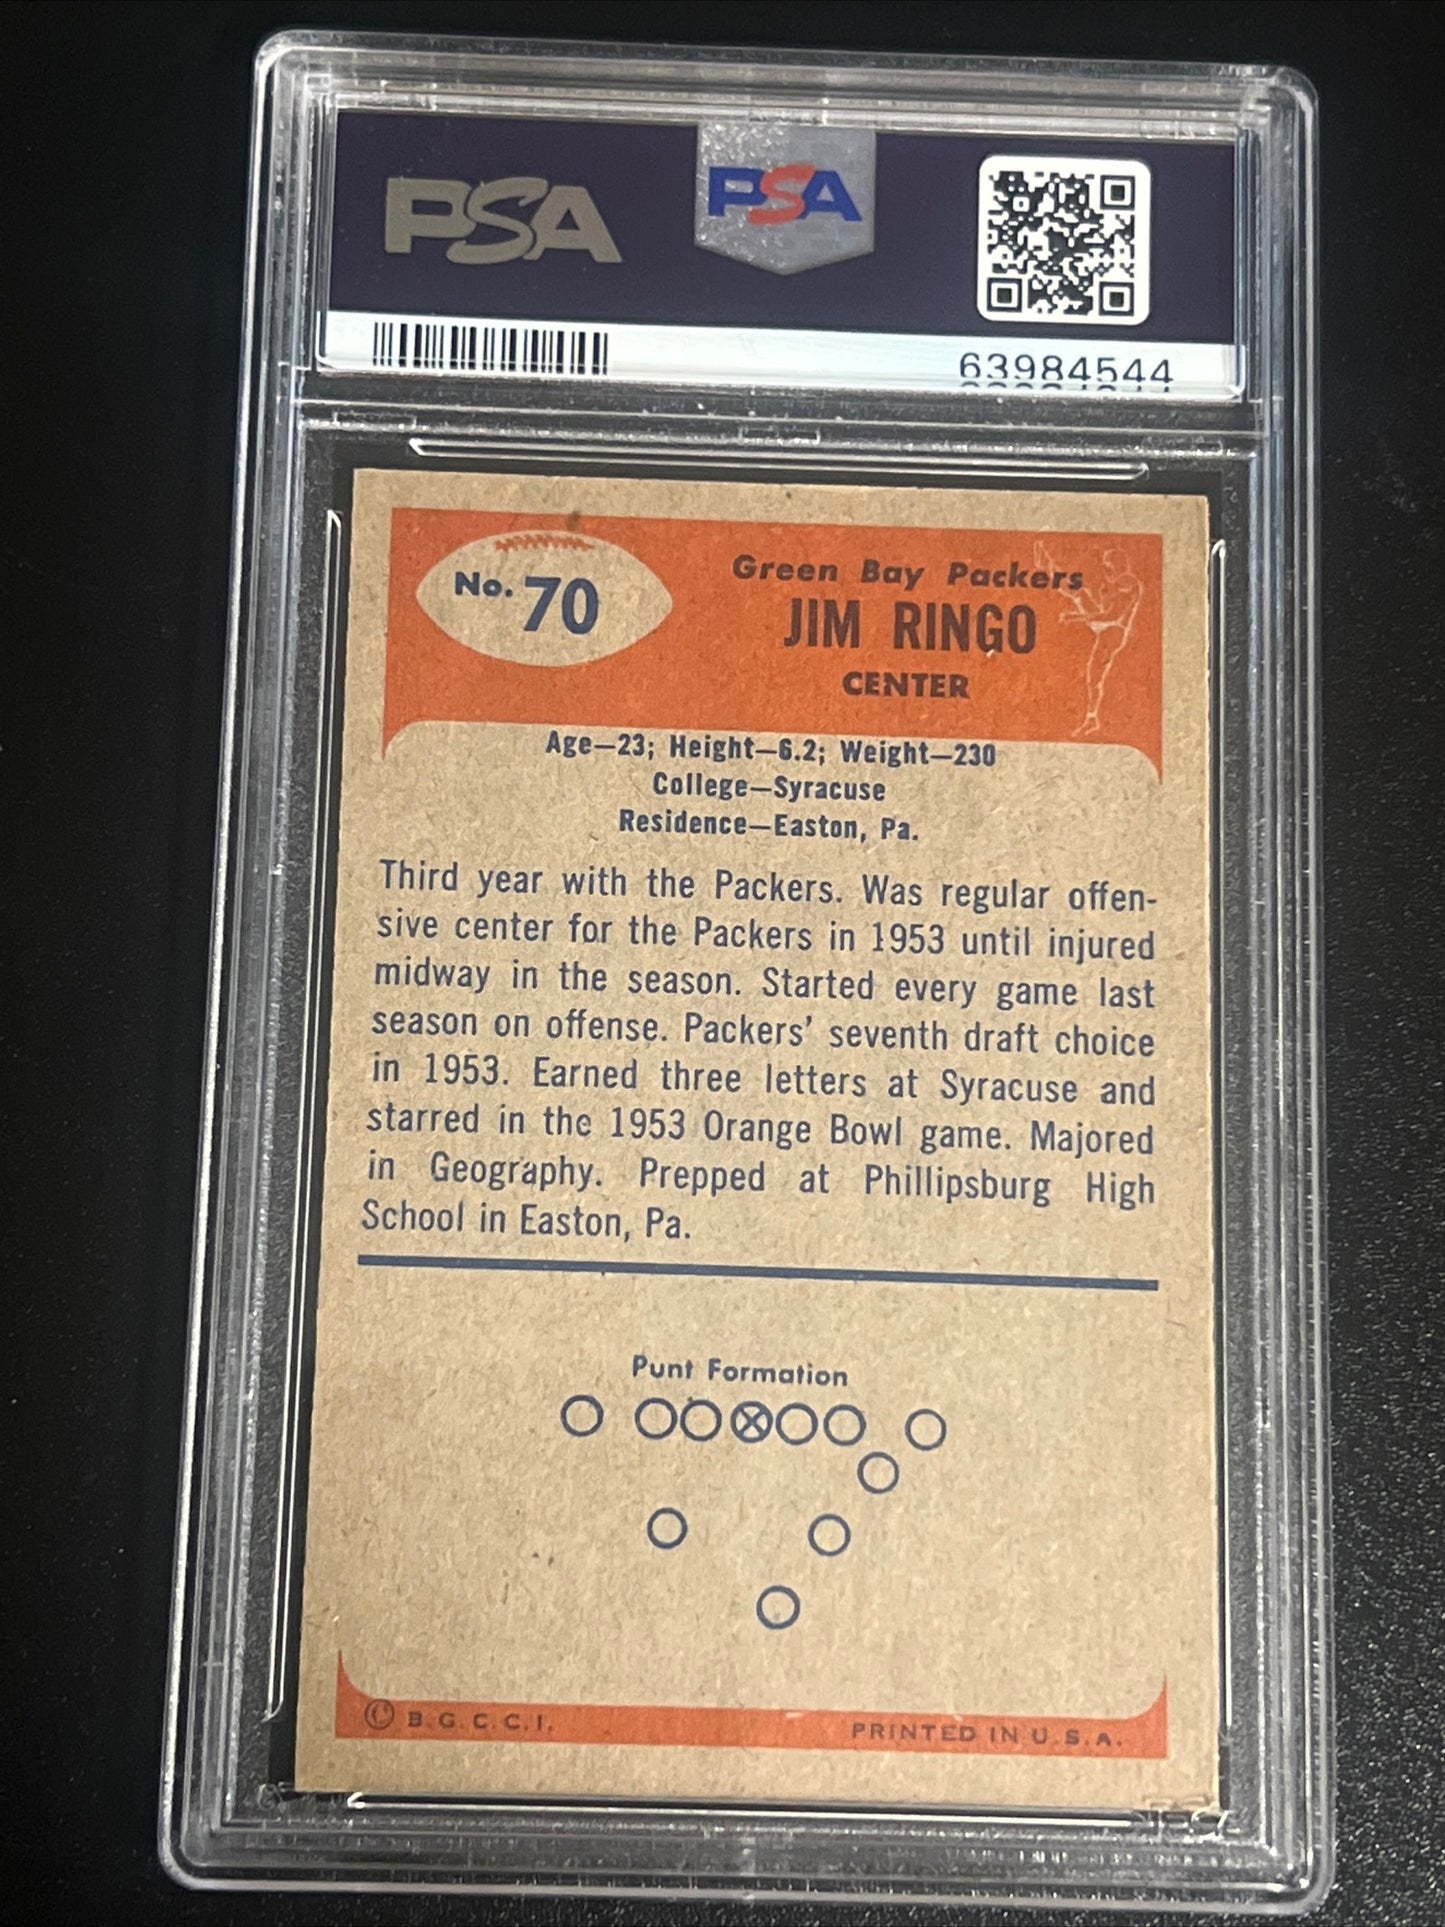 PSA
PSA
63984544
No. 70
Green Bay Packers
JIM RINGO
CENTER
Age—23; Height—6.2; Weight—230
College—Syracuse
Residence—Easton, Pa.
Third year with the Packers. Was regular offen-
sive center for the Packers in 1953 until injured
midway in the season. Started every game last
season on offense. Packers' seventh draft choice
in 1953. Earned three letters at Syracuse and
starred in the 1953 Orange Bowl game. Majored
in Geography. Prepped at Phillipsburg High
School in Easton, Pa.
Punt Formation
© B.G.C.C.I. PRINTED IN U.S.A.